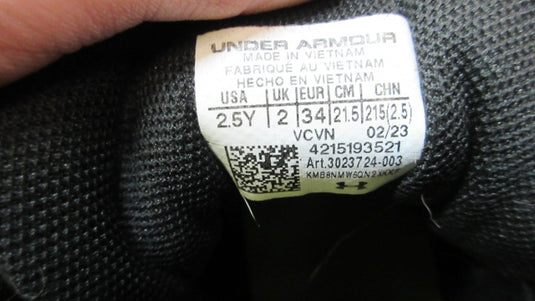 UNDER ARMOUR
MADE IN VIETNAM
FABRIQUÉ AU VIETNAM
HECHO EN VIETNAM
USA UK EUR CM CHN
2.5Y 2 34 21.5 215(2.5)
VCVN 02/23
4215193521
Art.3023724-003